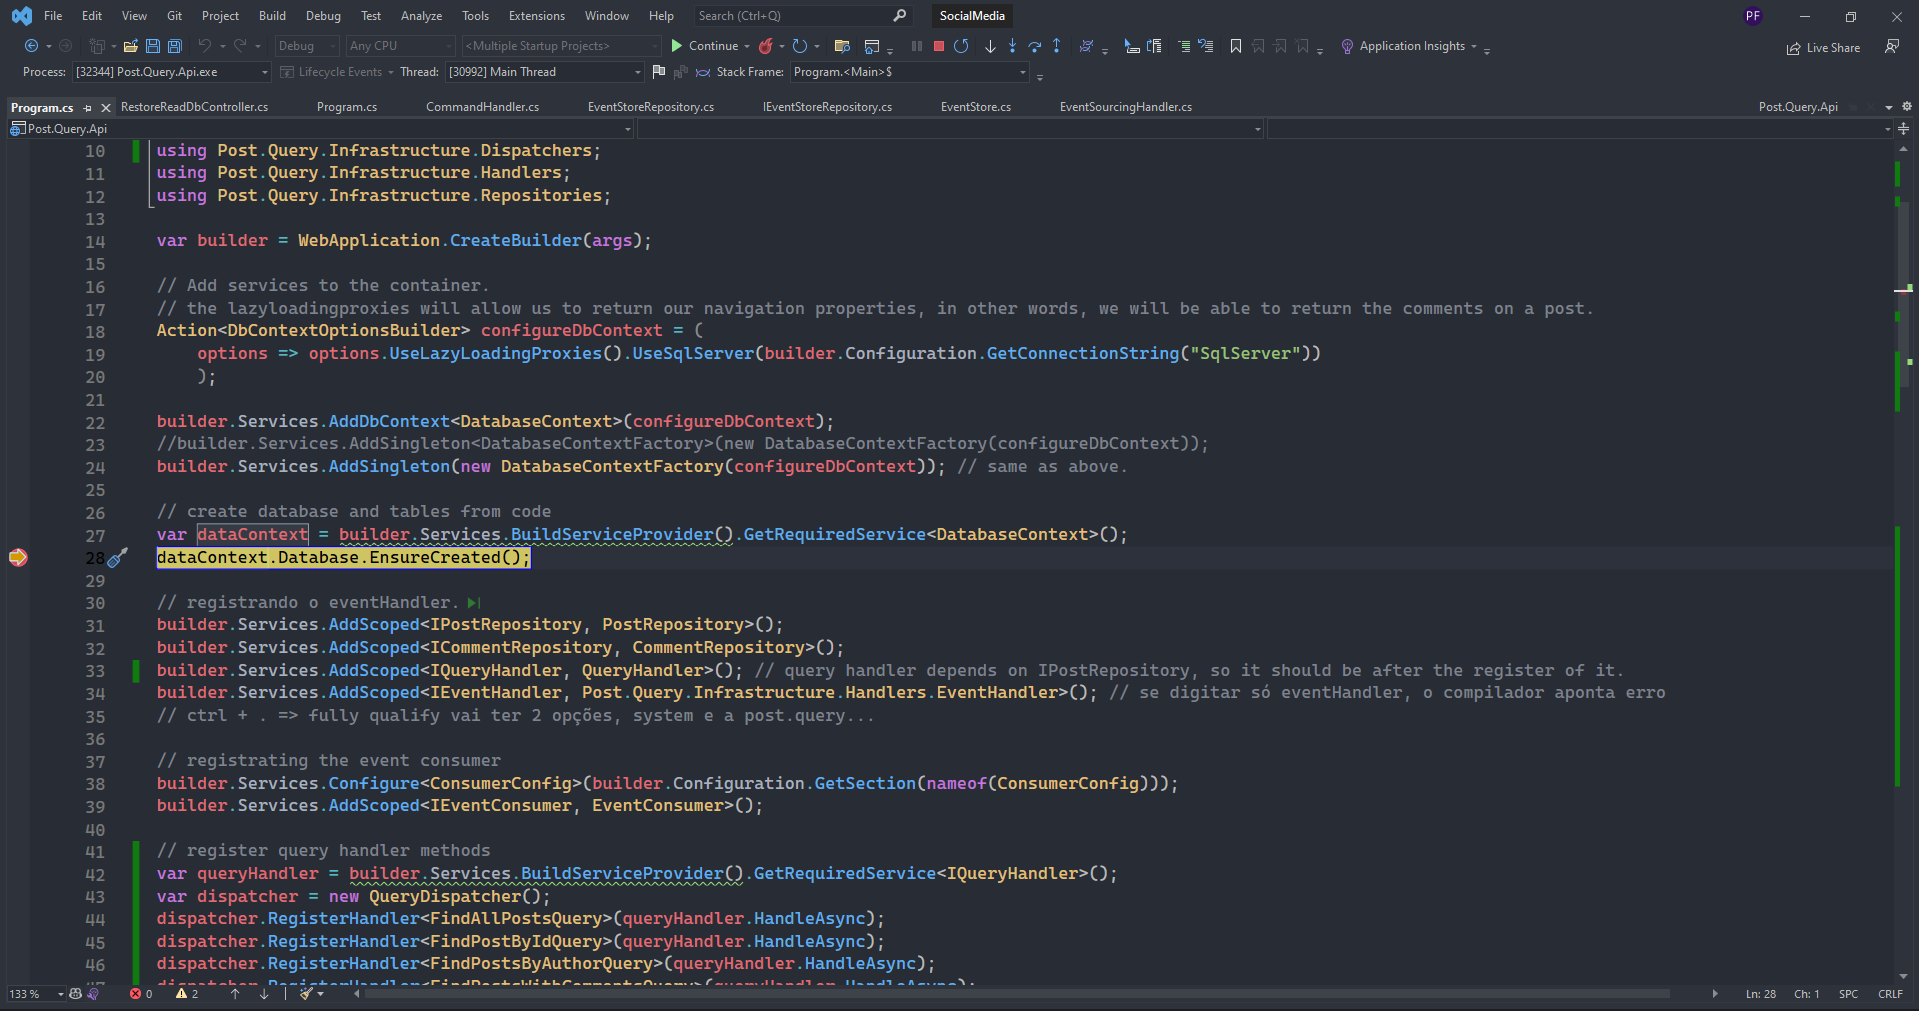 File Edit View Git Project Build Debug Test Analyze Tools Extensions Window Help Search (Ctrl+Q) SocialMedia PF
Debug Any CPU <Multiple Startup Projects> Continue Application Insights Live Share
Process: [32344] Post.Query.Api.exe Lifecycle Events Thread: [30992] Main Thread Stack Frame: Program.<Main>$
Program.cs RestoreReadDbController.cs Program.cs CommandHandler.cs EventStoreRepository.cs IEventStoreRepository.cs EventStore.cs EventSourcingHandler.cs Post.Query.Api
Post.Query.Api
10 using Post.Query.Infrastructure.Dispatchers;
11 using Post.Query.Infrastructure.Handlers;
12 using Post.Query.Infrastructure.Repositories;
13
14 var builder = WebApplication.CreateBuilder(args);
15
16 // Add services to the container.
17 // the lazyloadingproxies will allow us to return our navigation properties, in other words, we will be able to return the comments on a post.
18 Action<DbContextOptionsBuilder> configureDbContext = (
19 options => options.UseLazyLoadingProxies().UseSqlServer(builder.Configuration.GetConnectionString("SqlServer"))
20 );
21
22 builder.Services.AddDbContext<DatabaseContext>(configureDbContext);
23 //builder.Services.AddSingleton<DatabaseContextFactory>(new DatabaseContextFactory(configureDbContext));
24 builder.Services.AddSingleton(new DatabaseContextFactory(configureDbContext)); // same as above.
25
26 // create database and tables from code
27 var dataContext = builder.Services.BuildServiceProvider().GetRequiredService<DatabaseContext>();
28 dataContext.Database.EnsureCreated();
29
30 // registrando o eventHandler.
31 builder.Services.AddScoped<IPostRepository, PostRepository>();
32 builder.Services.AddScoped<ICommentRepository, CommentRepository>();
33 builder.Services.AddScoped<IQueryHandler, QueryHandler>(); // query handler depends on IPostRepository, so it should be after the register of it.
34 builder.Services.AddScoped<IEventHandler, Post.Query.Infrastructure.Handlers.EventHandler>(); // se digitar só eventHandler, o compilador aponta erro
35 // ctrl + . => fully qualify vai ter 2 opções, system e a post.query...
36
37 // registrating the event consumer
38 builder.Services.Configure<ConsumerConfig>(builder.Configuration.GetSection(nameof(ConsumerConfig)));
39 builder.Services.AddScoped<IEventConsumer, EventConsumer>();
40
41 // register query handler methods
42 var queryHandler = builder.Services.BuildServiceProvider().GetRequiredService<IQueryHandler>();
43 var dispatcher = new QueryDispatcher();
44 dispatcher.RegisterHandler<FindAllPostsQuery>(queryHandler.HandleAsync);
45 dispatcher.RegisterHandler<FindPostByIdQuery>(queryHandler.HandleAsync);
46 dispatcher.RegisterHandler<FindPostsByAuthorQuery>(queryHandler.HandleAsync);
47 dispatcher.RegisterHandler<FindPostsWithCommentsQuery>(queryHandler.HandleAsync);
133 % 0 2 Ln: 28 Ch: 1 SPC CRLF